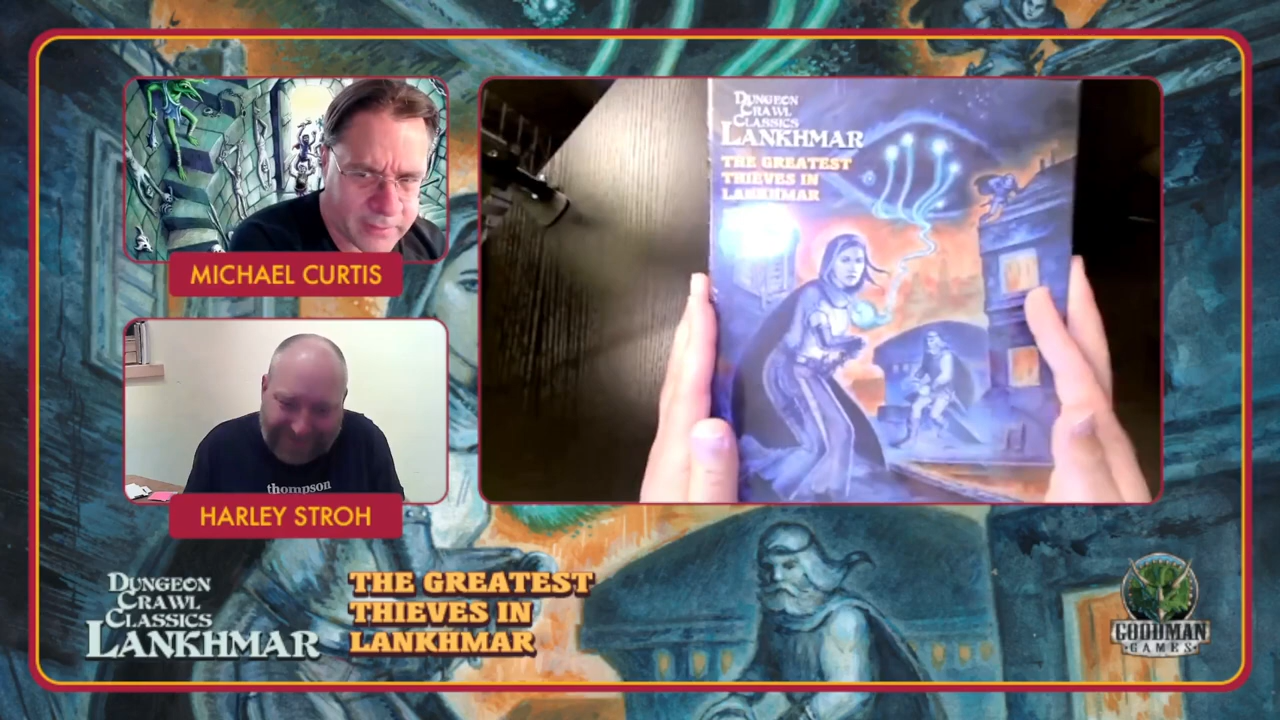 DUNGEON
CRAWL
CLASSICS
LANKHMAR
THE GREATEST
THIEVES IN
LANKHMAR
MICHAEL CURTIS
thompson
HARLEY STROH
DUNGEON
CRAWL
CLASSICS
LANKHMAR
THE GREATEST
THIEVES IN
LANKHMAR
GOODMAN
GAMES